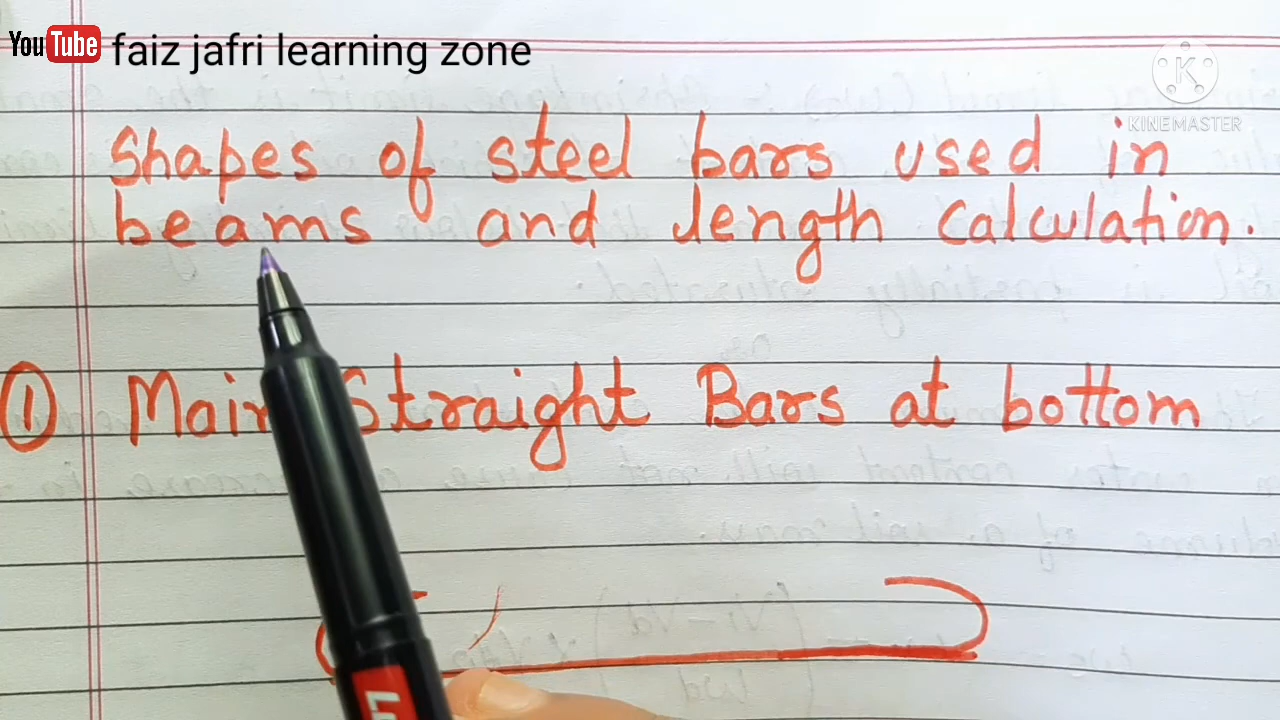 YouTube faiz jafri learning zone
KINEMASTER
Shapes of steel bars used in
beams and length calculation.
① Main Straight Bars at bottom